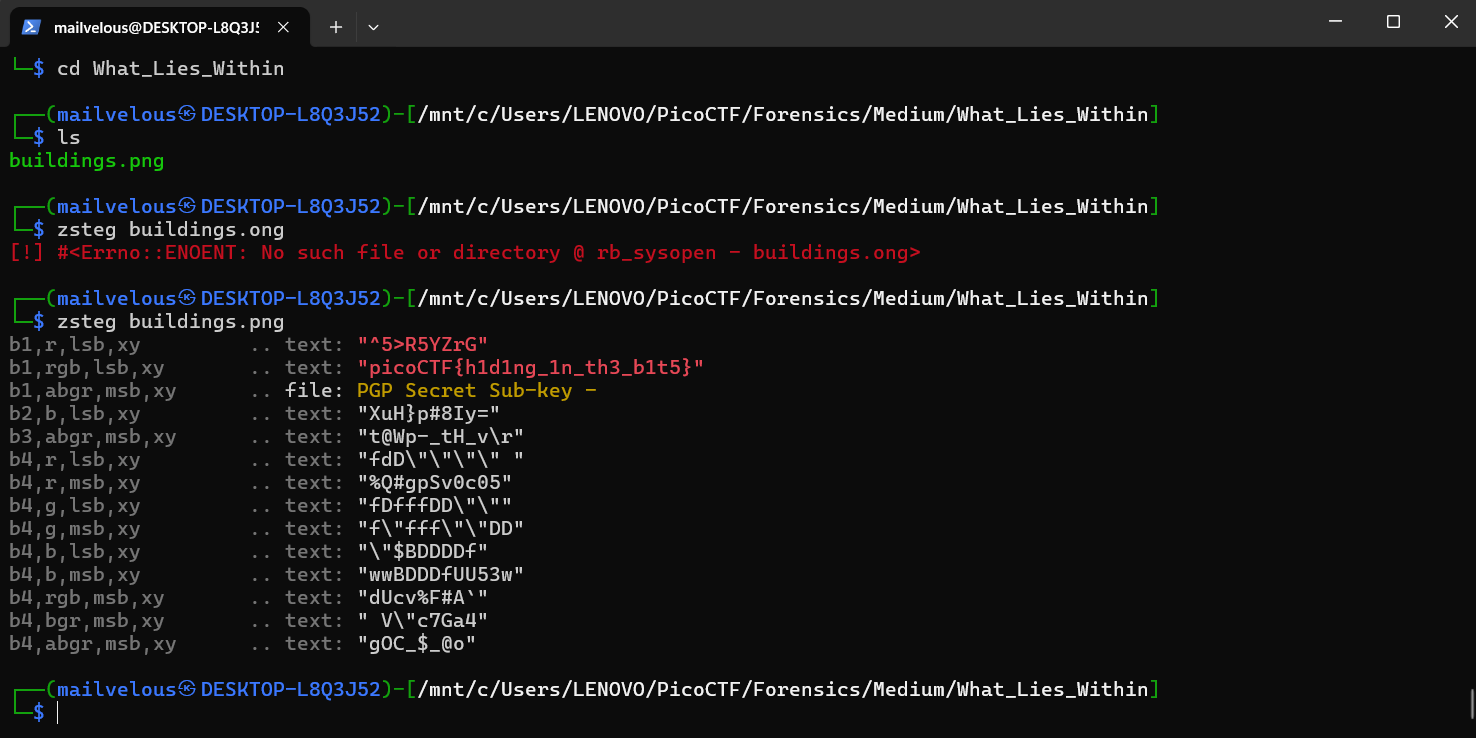 mailvelous@DESKTOP-L8Q3J5
└─$ cd What_Lies_Within
┌──(mailvelous㉿DESKTOP-L8Q3J52)-[/mnt/c/Users/LENOVO/PicoCTF/Forensics/Medium/What_Lies_Within]
└─$ ls
buildings.png
┌──(mailvelous㉿DESKTOP-L8Q3J52)-[/mnt/c/Users/LENOVO/PicoCTF/Forensics/Medium/What_Lies_Within]
└─$ zsteg buildings.ong
[!] #<Errno::ENOENT: No such file or directory @ rb_sysopen - buildings.ong>
┌──(mailvelous㉿DESKTOP-L8Q3J52)-[/mnt/c/Users/LENOVO/PicoCTF/Forensics/Medium/What_Lies_Within]
└─$ zsteg buildings.png
b1,r,lsb,xy         .. text: "^5>R5YZrG"
b1,rgb,lsb,xy       .. text: "picoCTF{h1d1ng_1n_th3_b1t5}"
b1,abgr,msb,xy      .. file: PGP Secret Sub-key -
b2,b,lsb,xy         .. text: "XuH}p#8Iy="
b3,abgr,msb,xy      .. text: "t@Wp-_tH_v\r"
b4,r,lsb,xy         .. text: "fdD\"\"\"\" "
b4,r,msb,xy         .. text: "%Q#gpSv0c05"
b4,g,lsb,xy         .. text: "fDfffDD\"\""
b4,g,msb,xy         .. text: "f\"fff\"\"DD"
b4,b,lsb,xy         .. text: "\"$BDDDDf"
b4,b,msb,xy         .. text: "wwBDDDfUU53w"
b4,rgb,msb,xy       .. text: "dUcv%F#A`"
b4,bgr,msb,xy       .. text: " V\"c7Ga4"
b4,abgr,msb,xy      .. text: "gOC_$_@o"
┌──(mailvelous㉿DESKTOP-L8Q3J52)-[/mnt/c/Users/LENOVO/PicoCTF/Forensics/Medium/What_Lies_Within]
└─$